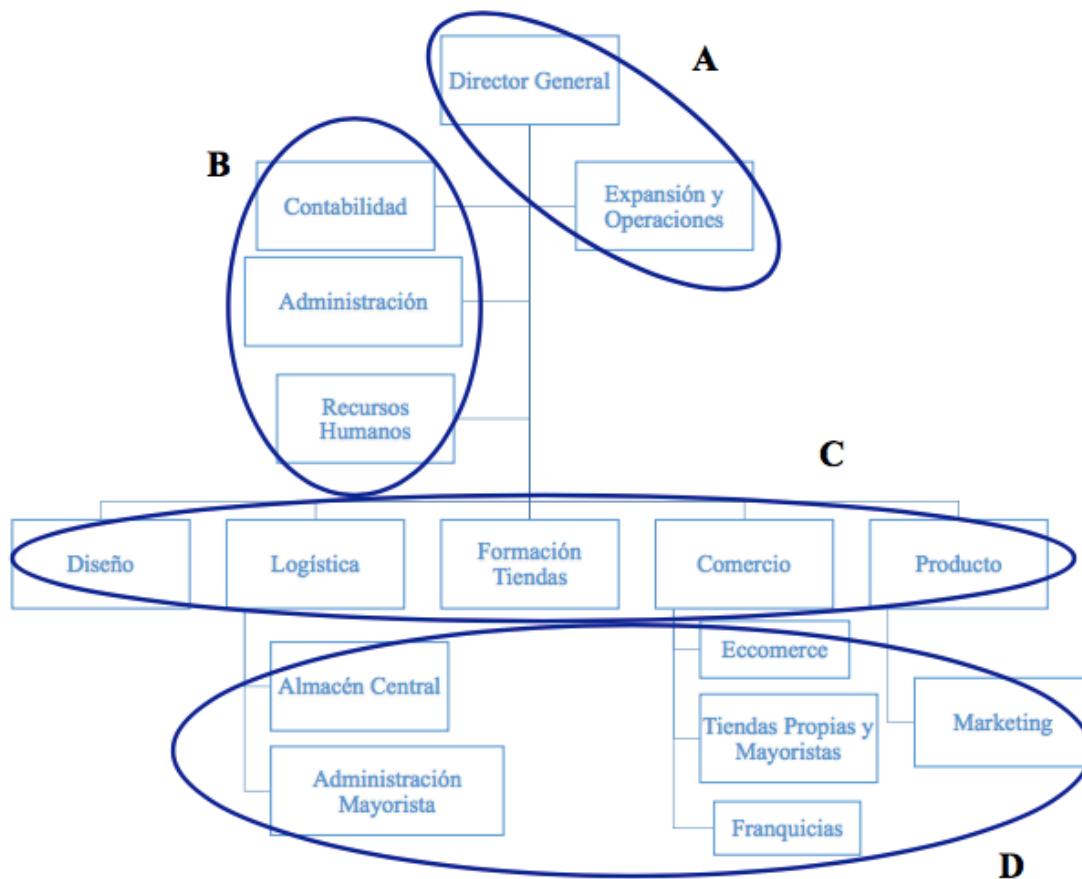 Director General
A
B
Contabilidad
Expansión y
Operaciones
Administración
Recursos
Humanos
C
Diseño
Logística
Formación
Tiendas
Comercio
Producto
Almacén Central
Administración
Mayorista
Eccomerce
Tiendas Propias y
Mayoristas
Franquicias
Marketing
D